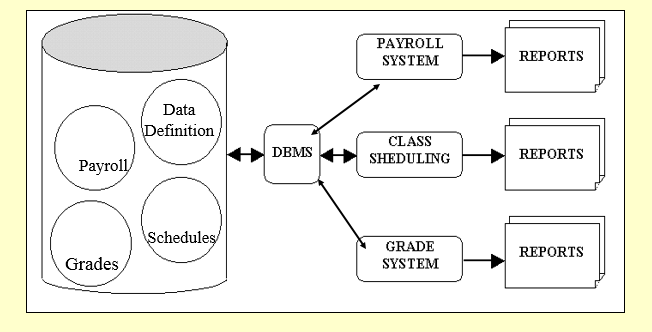 Data
Definition
Payroll
Schedules
Grades
DBMS
PAYROLL
SYSTEM
REPORTS
CLASS
SHEDULING
REPORTS
GRADE
SYSTEM
REPORTS